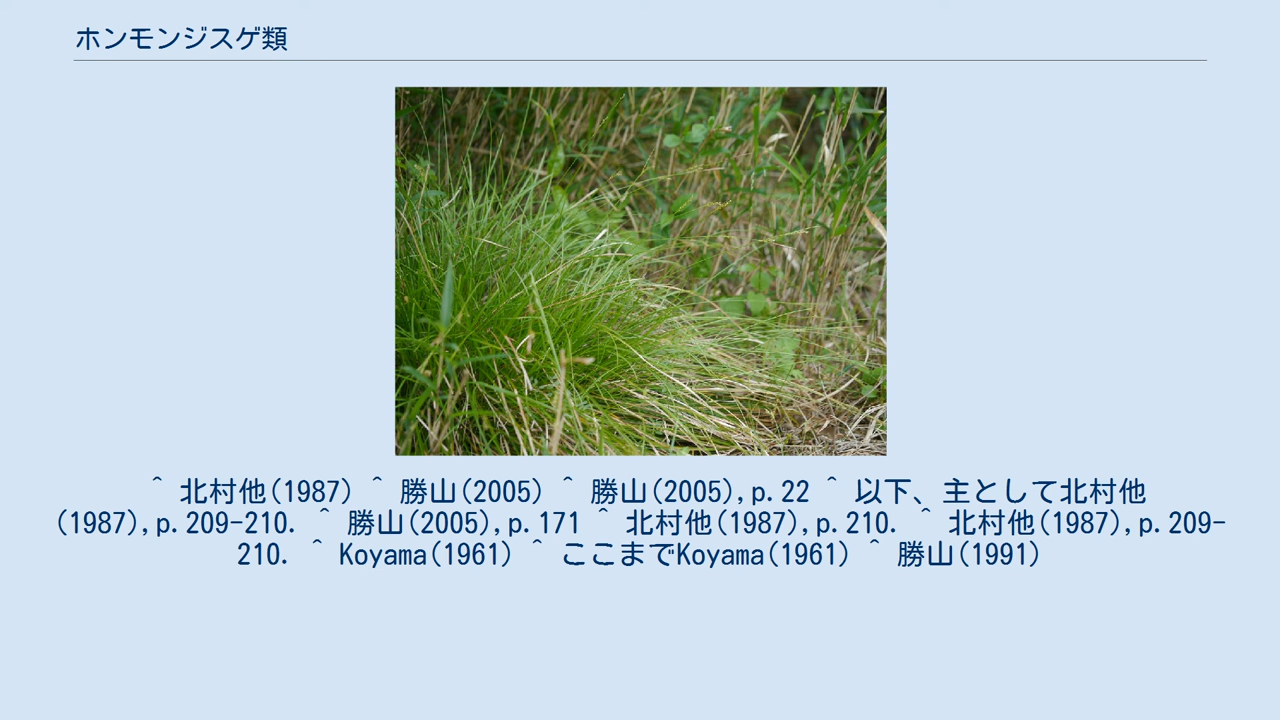 ホンモンジスゲ類
^ 北村他(1987) ^ 勝山(2005) ^ 勝山(2005),p.22 ^ 以下、主として北村他
(1987),p.209-210. ^ 勝山(2005),p.171 ^ 北村他(1987),p.210. ^ 北村他(1987),p.209-
210. ^ Koyama(1961) ^ ここまでKoyama(1961) ^ 勝山(1991)